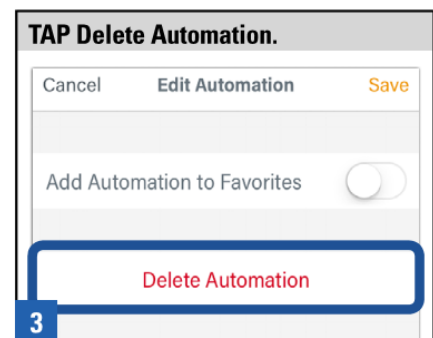 TAP Delete Automation.
Cancel Edit Automation Save
Add Automation to Favorites
Delete Automation
3